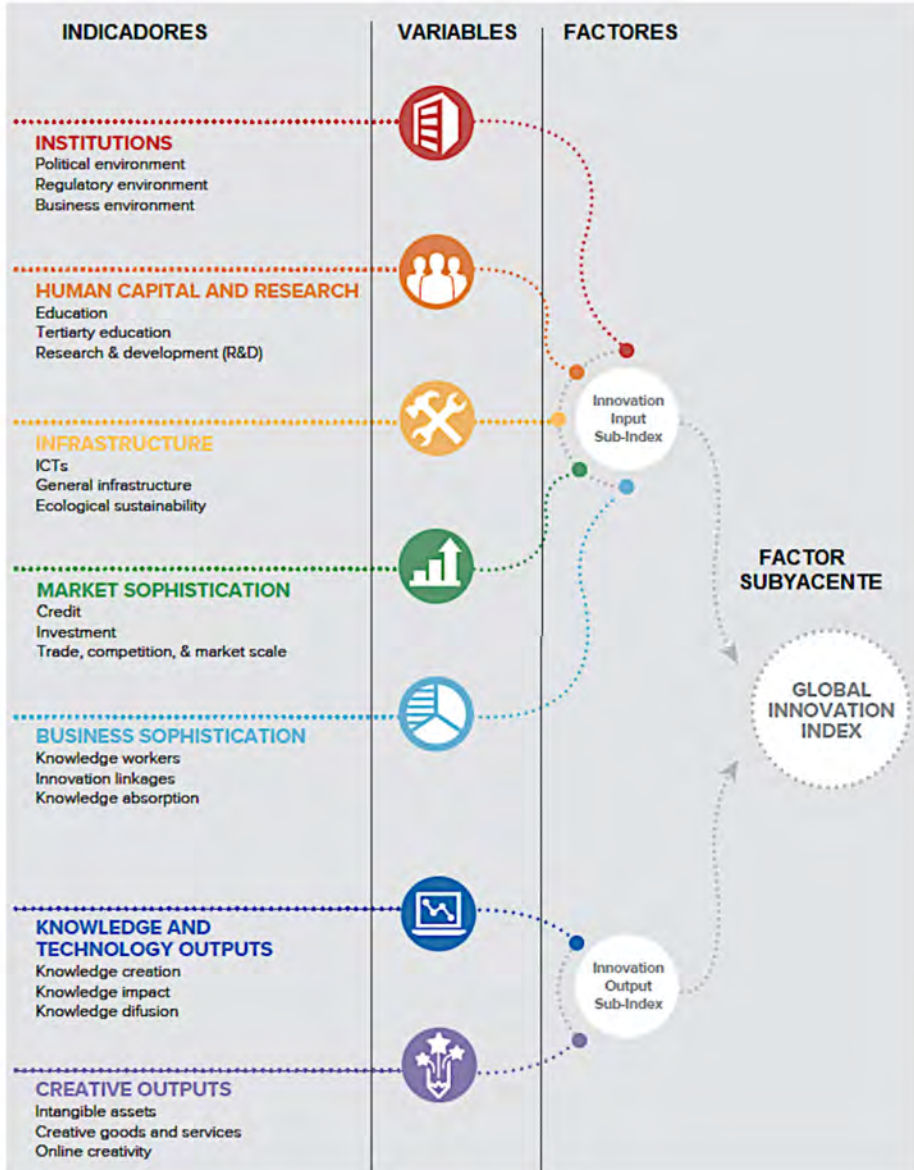 INDICADORES
VARIABLES
FACTORES
INSTITUTIONS
Political environment
Regulatory environment
Business environment
HUMAN CAPITAL AND RESEARCH
Education
Tertiarty education
Research & development (R&D)
Innovation
Input
Sub-Index
INFRASTRUCTURE
ICTs
General infrastructure
Ecological sustainability
MARKET SOPHISTICATION
Credit
Investment
Trade, competition, & market scale
FACTOR
SUBYACENTE
GLOBAL
INNOVATION
INDEX
BUSINESS SOPHISTICATION
Knowledge workers
Innovation linkages
Knowledge absorption
KNOWLEDGE AND
TECHNOLOGY OUTPUTS
Knowledge creation
Knowledge impact
Knowledge difusion
Innovation
Output
Sub-Index
CREATIVE OUTPUTS
Intangible assets
Creative goods and services
Online creativity